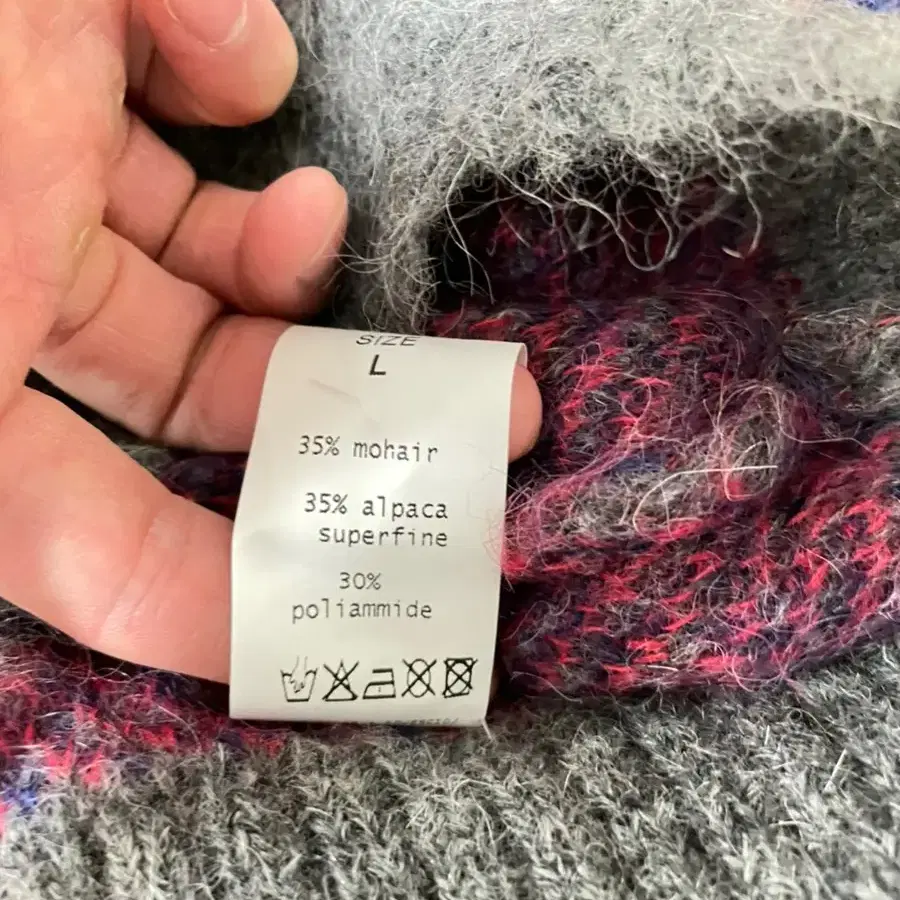 SIZE
L
35% mohair
35% alpaca
superfine
30%
poliammide